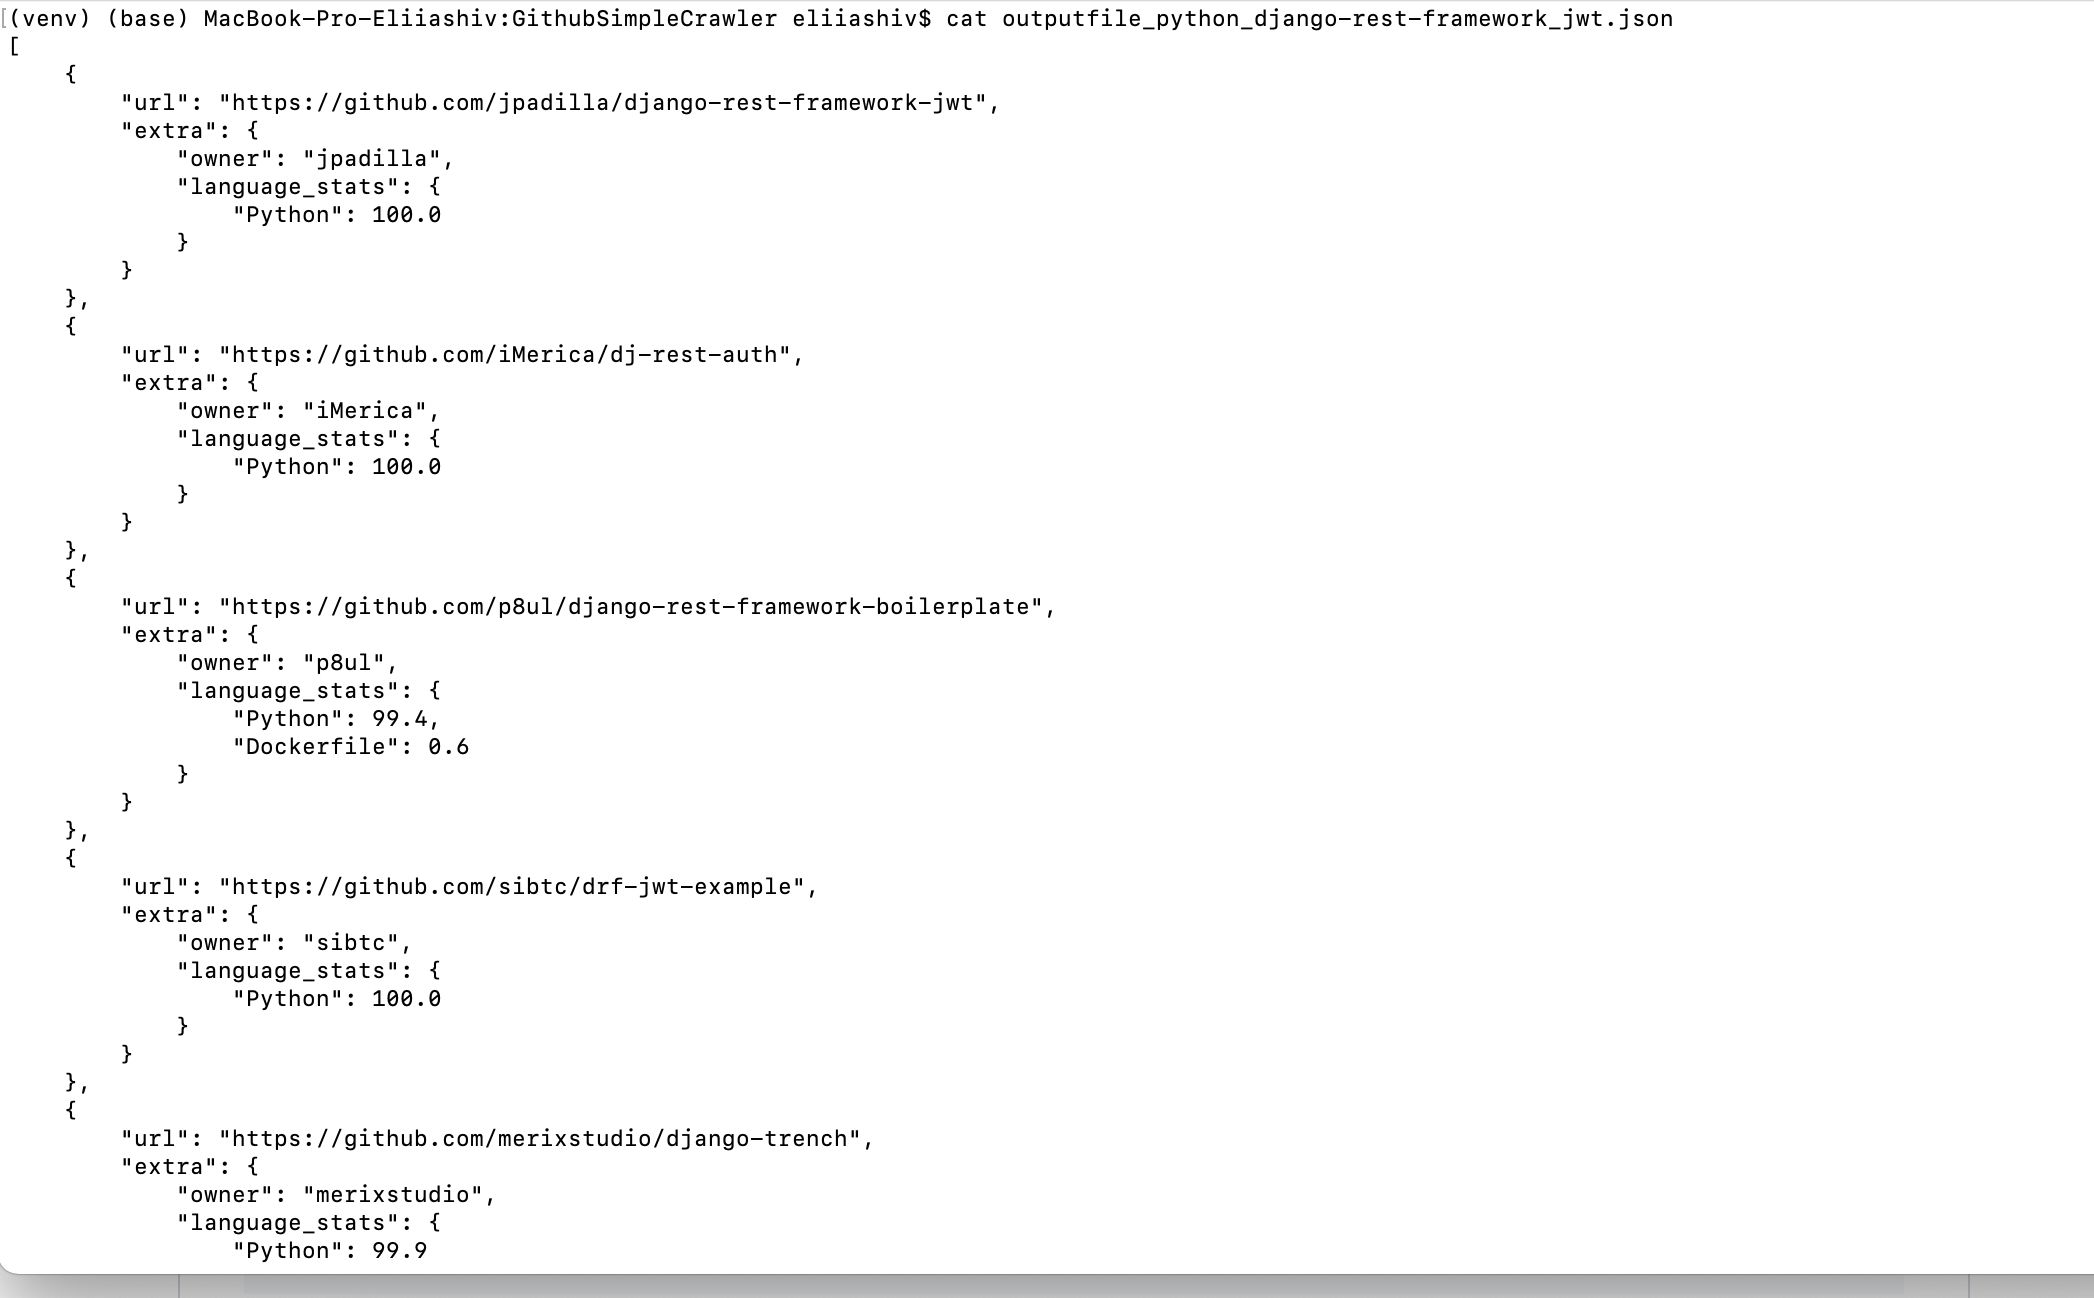 [(venv) (base) MacBook-Pro-Eliiashiv:GithubSimpleCrawler eliiashiv$ cat outputfile_python_django-rest-framework_jwt.json
[
    {
        "url": "https://github.com/jpadilla/django-rest-framework-jwt",
        "extra": {
            "owner": "jpadilla",
            "language_stats": {
                "Python": 100.0
            }
        }
    },
    {
        "url": "https://github.com/iMerica/dj-rest-auth",
        "extra": {
            "owner": "iMerica",
            "language_stats": {
                "Python": 100.0
            }
        }
    },
    {
        "url": "https://github.com/p8ul/django-rest-framework-boilerplate",
        "extra": {
            "owner": "p8ul",
            "language_stats": {
                "Python": 99.4,
                "Dockerfile": 0.6
            }
        }
    },
    {
        "url": "https://github.com/sibtc/drf-jwt-example",
        "extra": {
            "owner": "sibtc",
            "language_stats": {
                "Python": 100.0
            }
        }
    },
    {
        "url": "https://github.com/merixstudio/django-trench",
        "extra": {
            "owner": "merixstudio",
            "language_stats": {
                "Python": 99.9